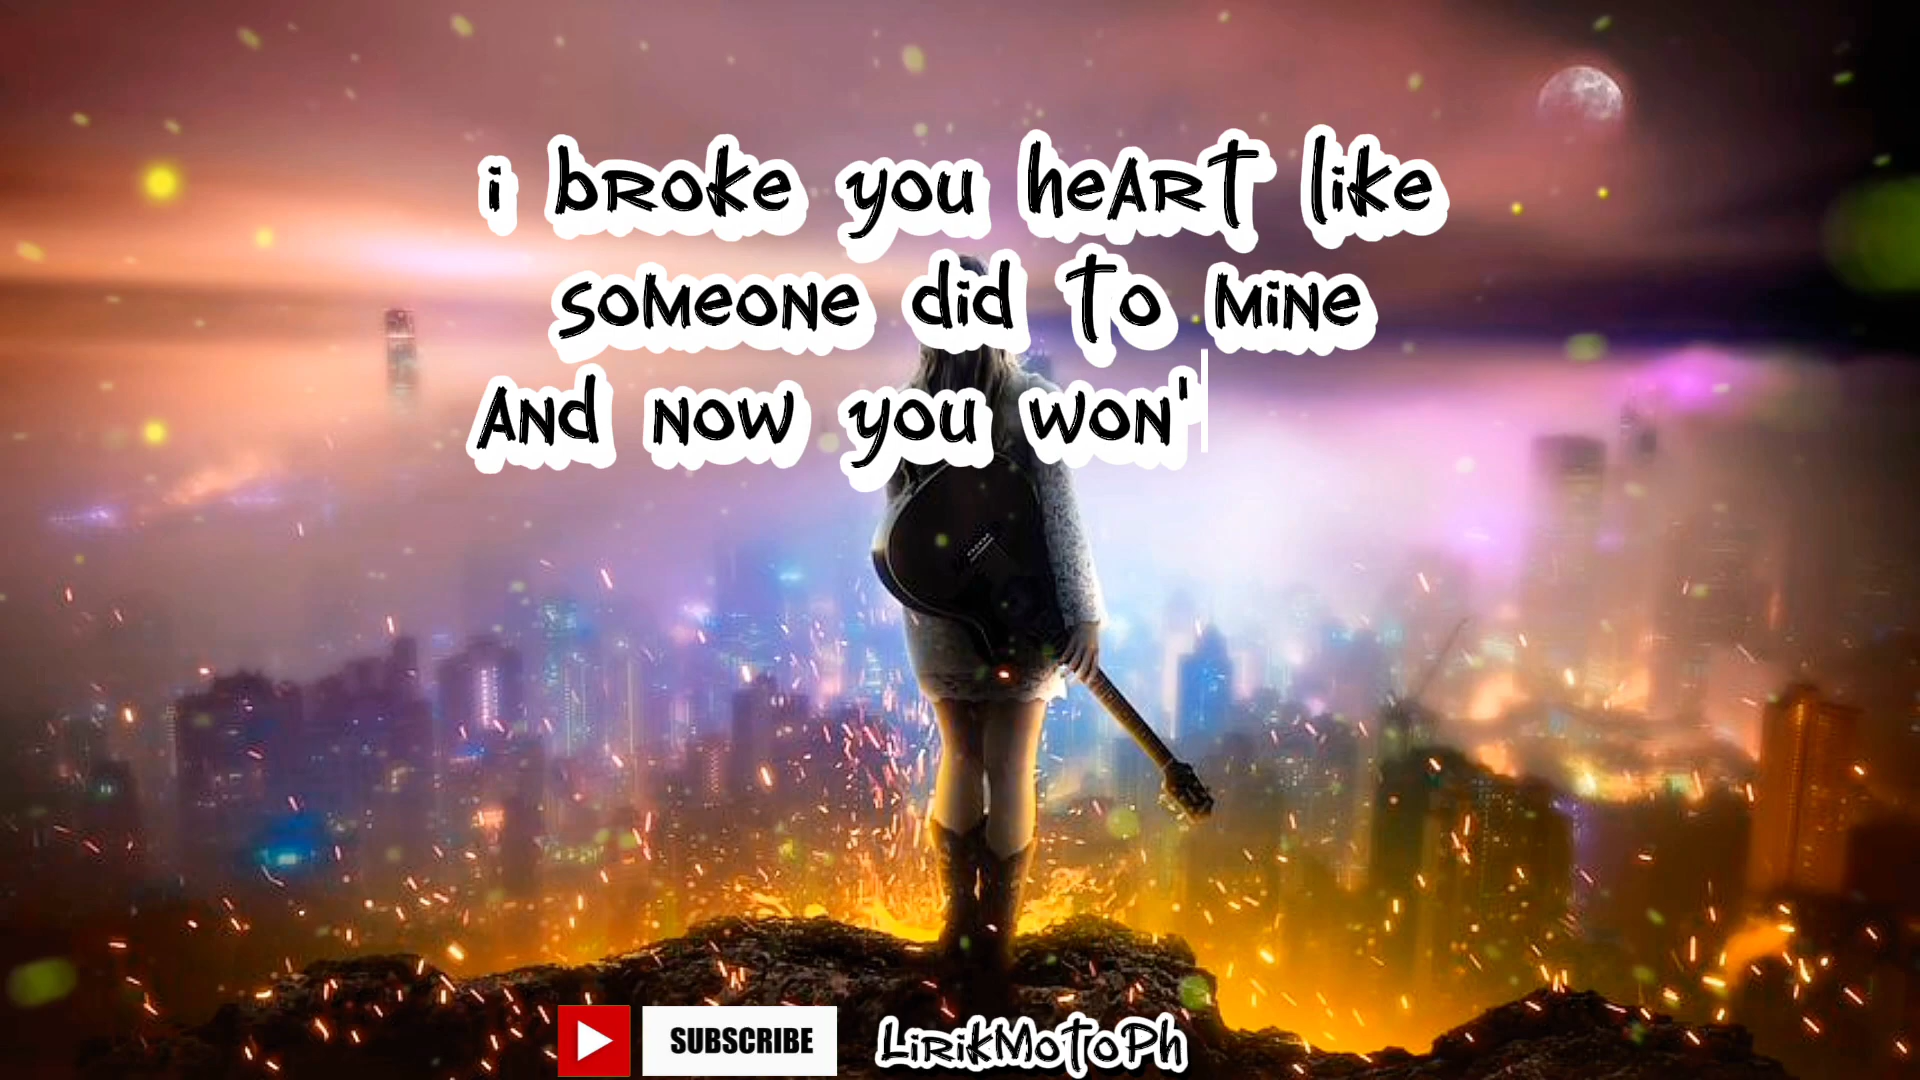 i broke you heart like
someone did to mine
And now you won'
SUBSCRIBE
LirikMotoPh